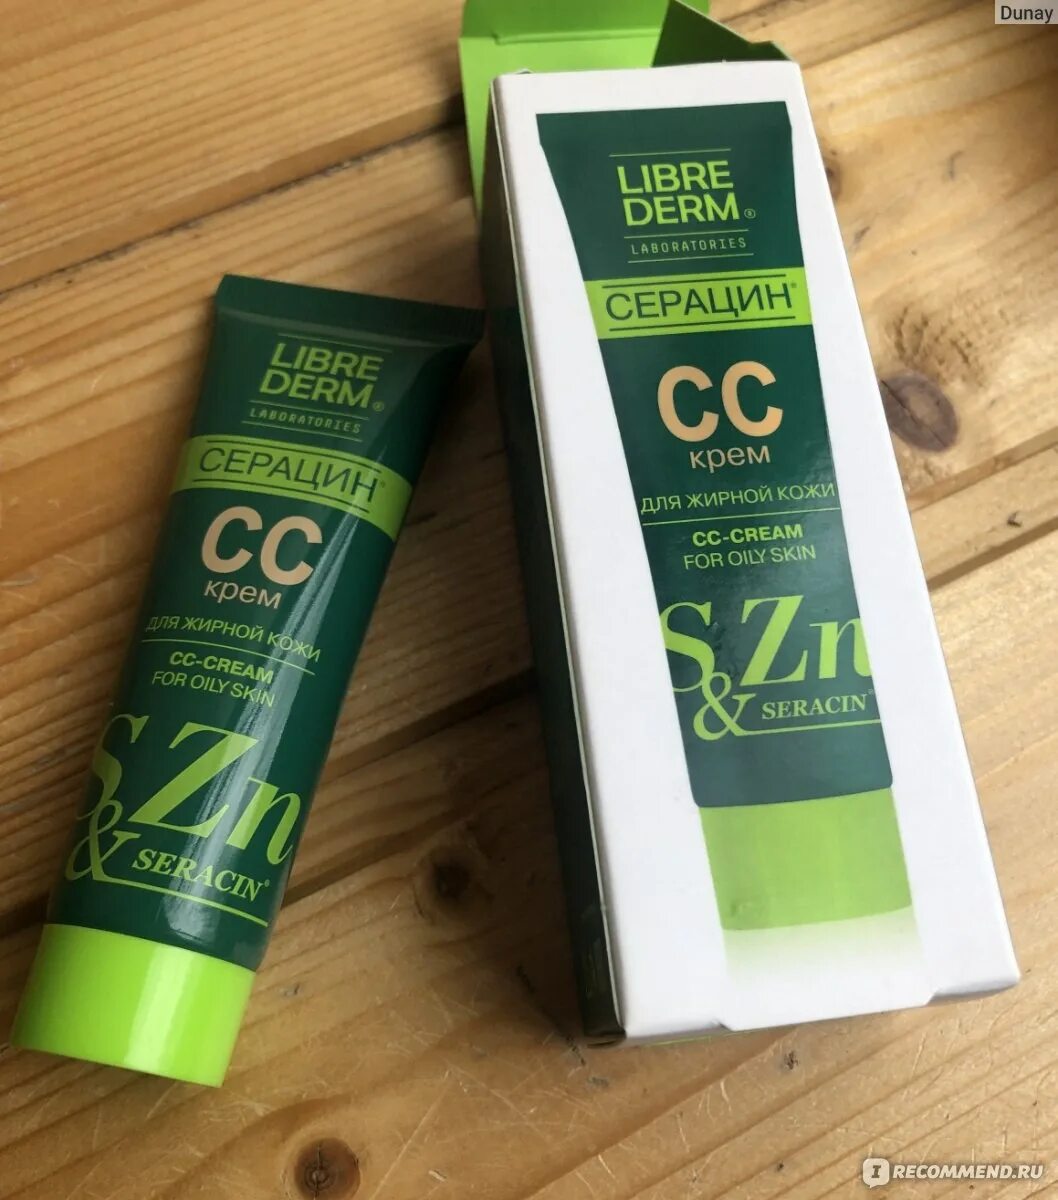 Dunay
LIBRE
DERM®
LABORATORIES
СЕРАЦИН®
CC
крем
для жирной кожи
CC-CREAM
FOR OILY SKIN
S&Zn
SERACIN®
LIBRE
DERM®
LABORATORIES
СЕРАЦИН®
CC
крем
для жирной кожи
CC-CREAM
FOR OILY SKIN
S&Zn
SERACIN®
I RECOMMEND.RU